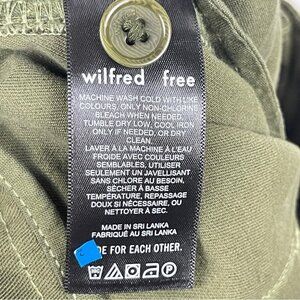 wilfred free
MACHINE WASH COLD WITH LIKE
COLOURS, ONLY NON-CHLORINE
BLEACH WHEN NEEDED.
TUMBLE DRY LOW, COOL IRON
ONLY IF NEEDED, OR DRY
CLEAN.
LAVER À LA MACHINE À L'EAU
FROIDE AVEC COULEURS
SEMBLABLES, UTILISER
SEULEMENT UN JAVELLISANT
SANS CHLORE AU BESOIN.
SÉCHER À BASSE
TEMPÉRATURE, REPASSAGE
DOUX SI NÉCESSAIRE, OU
NETTOYER À SEC.
MADE IN SRI LANKA
FABRIQUÉ AU SRI LANKA
DE FOR EACH OTHER.